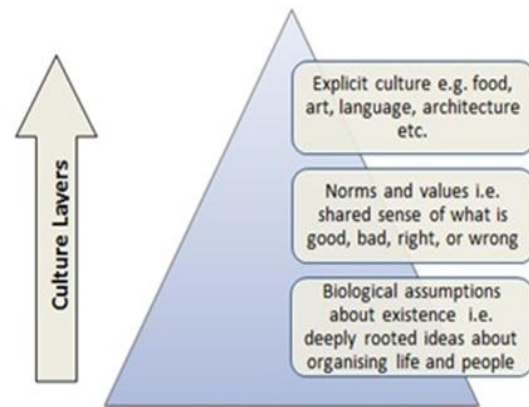 Culture Layers
Explicit culture e.g. food,
art, language, architecture
etc.
Norms and values i.e.
shared sense of what is
good, bad, right, or wrong
Biological assumptions
about existence i.e.
deeply rooted ideas about
organising life and people